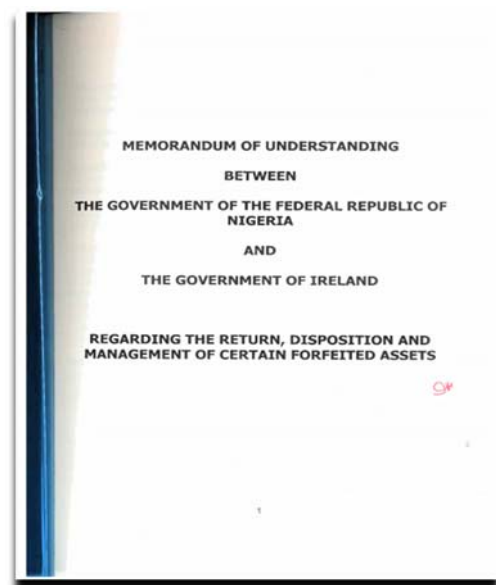 MEMORANDUM OF UNDERSTANDING
BETWEEN
THE GOVERNMENT OF THE FEDERAL REPUBLIC OF
NIGERIA
AND
THE GOVERNMENT OF IRELAND
REGARDING THE RETURN, DISPOSITION AND
MANAGEMENT OF CERTAIN FORFEITED ASSETS
1